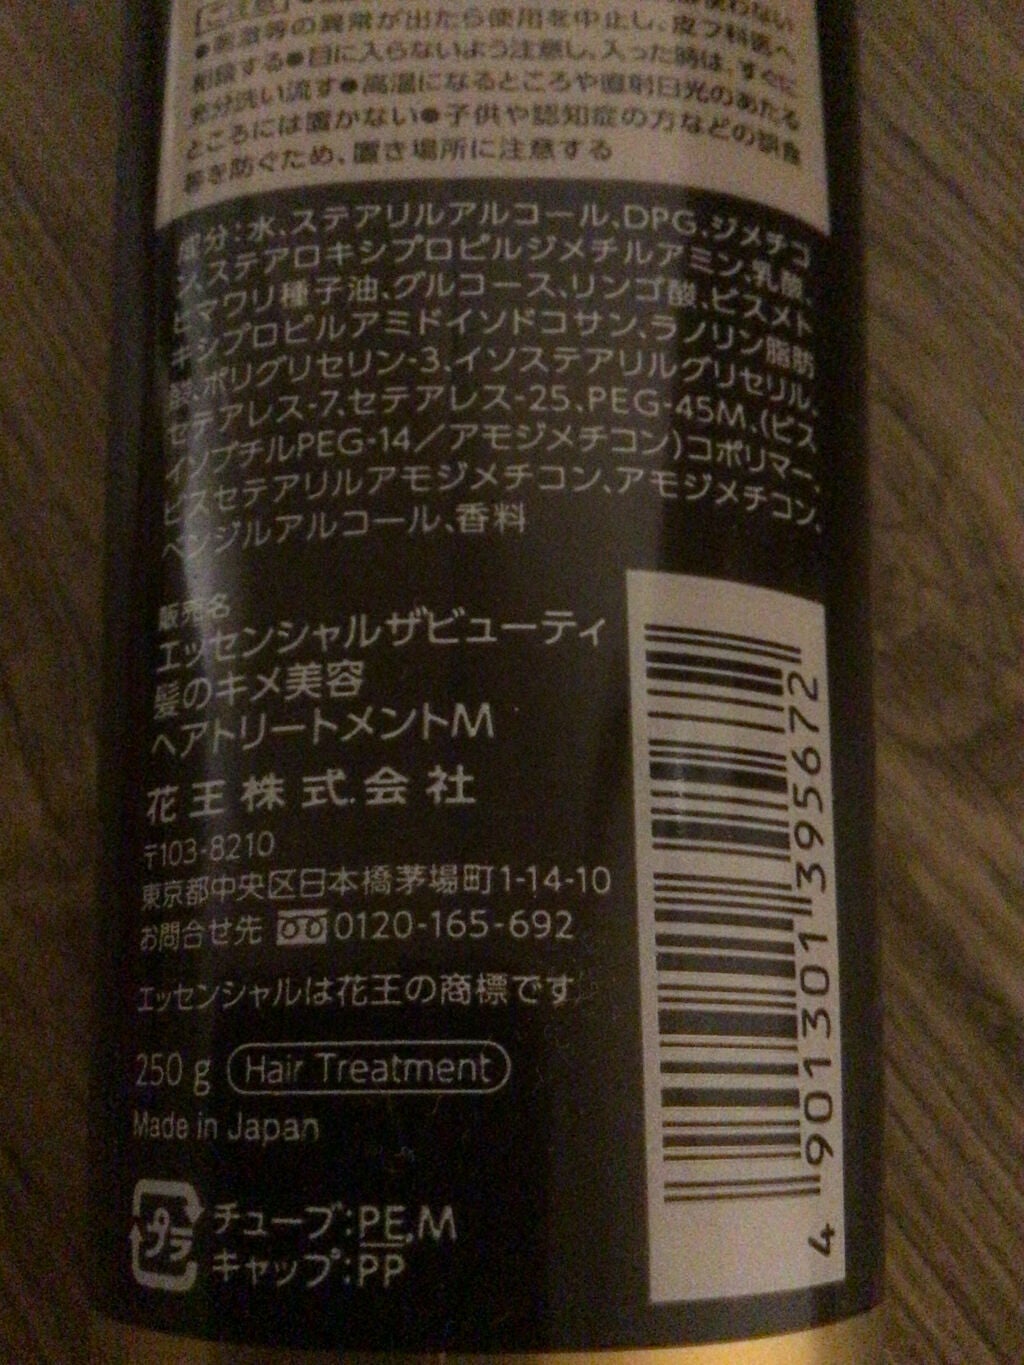 [ご注意]
●刺激等の異常が出たら使用を中止し、皮フ科医へ
相談する●目に入らないよう注意し、入った時は、すぐに
充分洗い流す●高温になるところや直射日光のあたる
ところには置かない●子供や認知症の方などの誤食
等を防ぐため、置き場所に注意する
成分:水、ステアリルアルコール、DPG、ジメチコ
ン、ステアロキシプロピルジメチルアミン、乳酸、
ヒマワリ種子油、グルコース、リンゴ酸、ビスメト
キシプロピルアミドイソドコサン、ラノリン脂肪
酸、ポリグリセリン-3、イソステアリルグリセリル、
セテアレス-7、セテアレス-25、PEG-45M、(ビス
イソブチルPEG-14/アモジメチコン)コポリマー、
ビスセテアリルアモジメチコン、アモジメチコン、
ベンジルアルコール、香料
販売名
エッセンシャルザビューティ
髪のキメ美容
ヘアトリートメントM
花王株式会社
〒103-8210
東京都中央区日本橋茅場町1-14-10
お問合せ先 0120-165-692
エッセンシャルは花王の商標です
250 g Hair Treatment
Made in Japan
プラ チューブ:PE,M
キャップ:PP
4 901301 395672